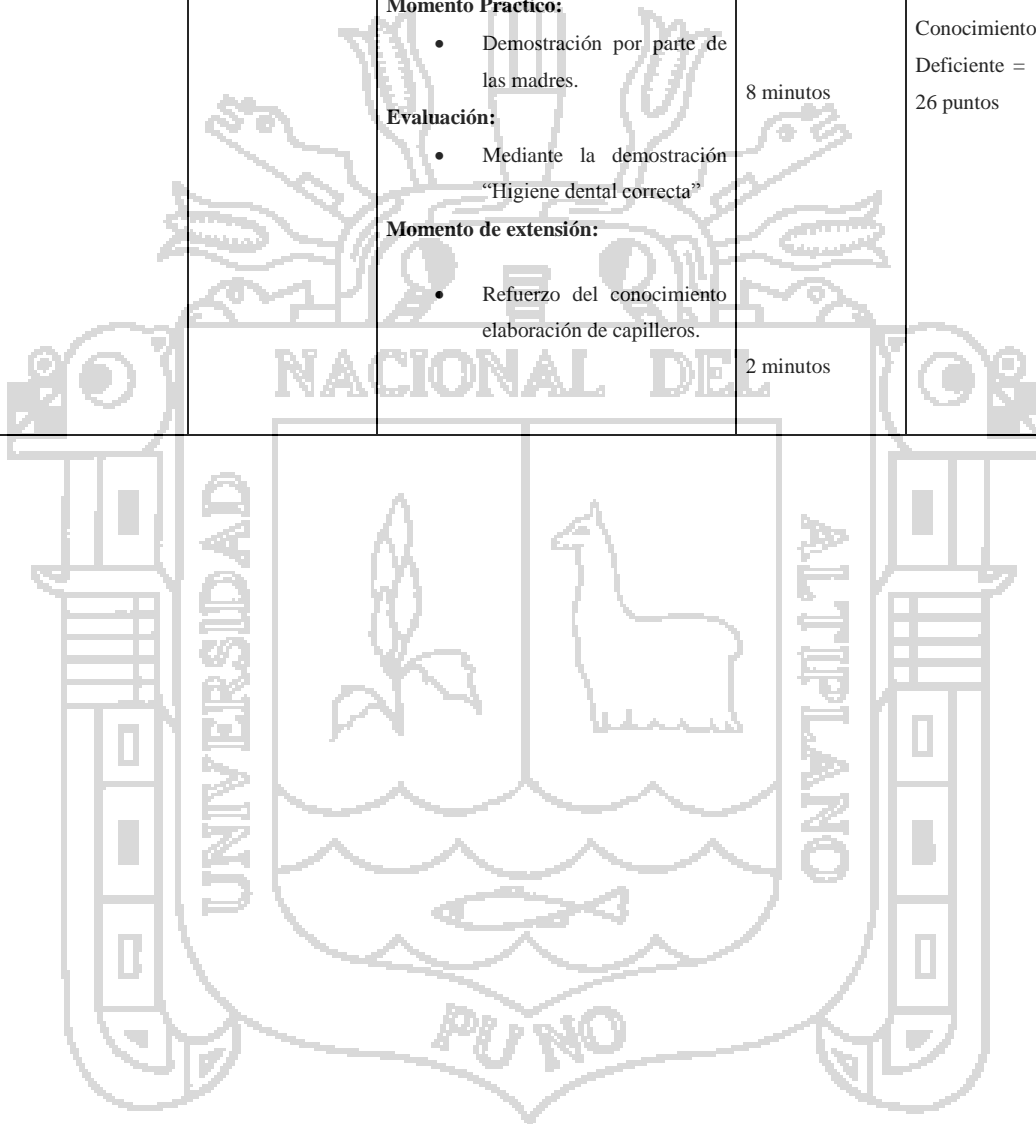 Momento Práctico:
• Demostración por parte de
las madres.
Evaluación:
• Mediante la demostración
“Higiene dental correcta”
Momento de extensión:
• Refuerzo del conocimiento
elaboración de capilleros.
8 minutos
2 minutos
Conocimiento
Deficiente =
26 puntos
NACIONAL DEL
UNIVERSIDAD
ALTIPLANO
PUNO